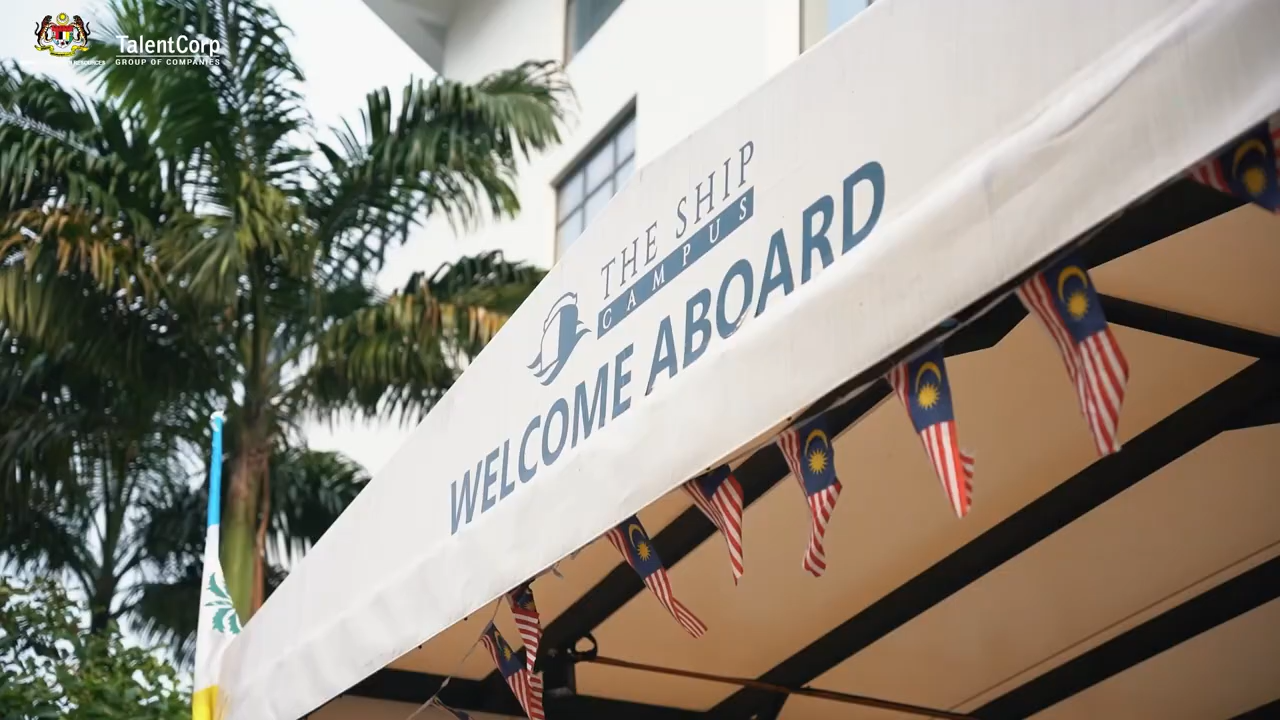 TalentCorp
GROUP OF COMPANIES
THE SHIP
CAMPUS
WELCOME ABOARD